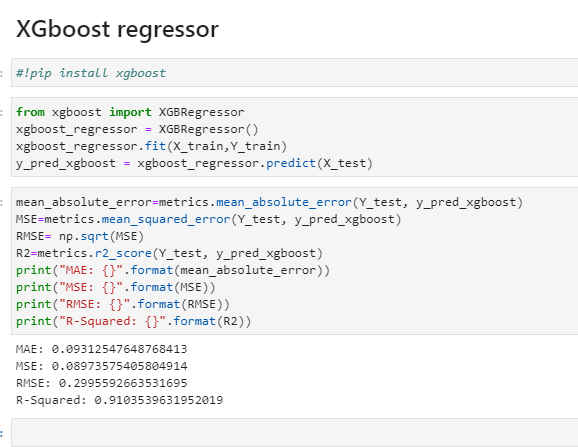 XGboost regressor
#!pip install xgboost
from xgboost import XGBRegressor
xgboost_regressor = XGBRegressor()
xgboost_regressor.fit(X_train,Y_train)
y_pred_xgboost = xgboost_regressor.predict(X_test)
mean_absolute_error=metrics.mean_absolute_error(Y_test, y_pred_xgboost)
MSE=metrics.mean_squared_error(Y_test, y_pred_xgboost)
RMSE= np.sqrt(MSE)
R2=metrics.r2_score(Y_test, y_pred_xgboost)
print("MAE: {}".format(mean_absolute_error))
print("MSE: {}".format(MSE))
print("RMSE: {}".format(RMSE))
print("R-Squared: {}".format(R2))
MAE: 0.09312547648768413
MSE: 0.08973575405804914
RMSE: 0.2995592663531695
R-Squared: 0.9103539631952019